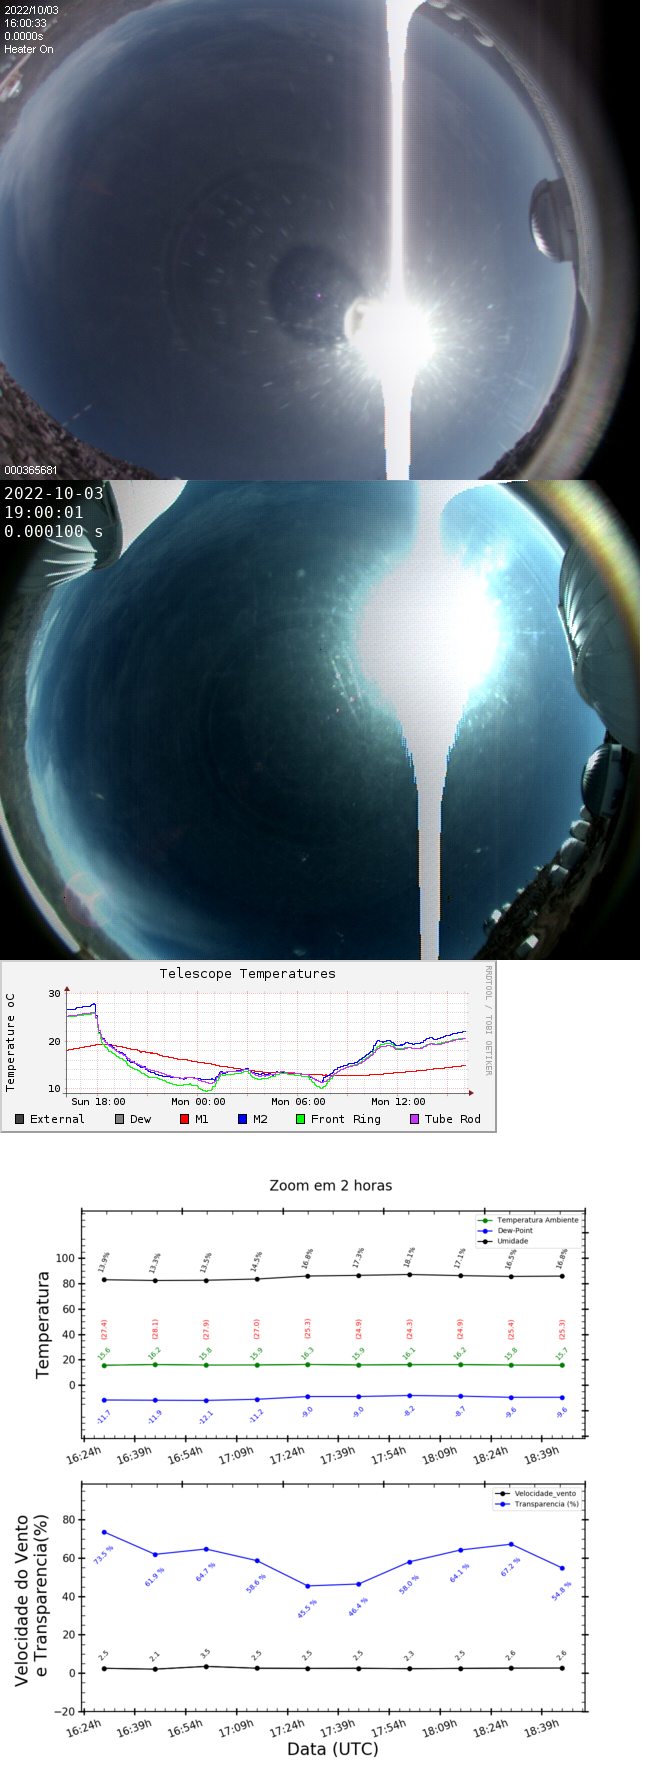 2022/10/03
16:00:33
0.0000s
Heater On
000365681
2022-10-03
19:00:01
0.000100 s
Telescope Temperatures
RRDTOOL / TOBI OETIKER
Temperature oC
30
20
10
Sun 18:00 Mon 00:00 Mon 06:00 Mon 12:00
External Dew M1 M2 Front Ring Tube Rod
Zoom em 2 horas
Temperatura Ambiente
Dew-Point
Umidade
Temperatura
100
80
60
40
20
0
13.9% 13.3% 13.5% 14.5% 16.8% 17.3% 18.1% 17.1% 16.5% 16.8%
(27.4) (28.1) (27.9) (27.0) (25.3) (24.9) (24.3) (24.9) (25.4) (25.3)
15.6 16.2 15.8 15.9 16.3 15.9 16.1 16.2 15.8 15.7
-11.7 -11.9 -12.1 -11.2 -9.0 -9.0 -8.2 -8.7 -9.6 -9.6
16:24h 16:39h 16:54h 17:09h 17:24h 17:39h 17:54h 18:09h 18:24h 18:39h
Velocidade_vento
Transparencia (%)
Velocidade do Vento
e Transparencia(%)
80
60
40
20
0
−20
73.5 % 61.9 % 64.7 % 58.6 % 45.5 % 46.4 % 58.0 % 64.1 % 67.2 % 54.8 %
2.5 2.1 3.5 2.5 2.5 2.5 2.3 2.5 2.6 2.6
16:24h 16:39h 16:54h 17:09h 17:24h 17:39h 17:54h 18:09h 18:24h 18:39h
Data (UTC)